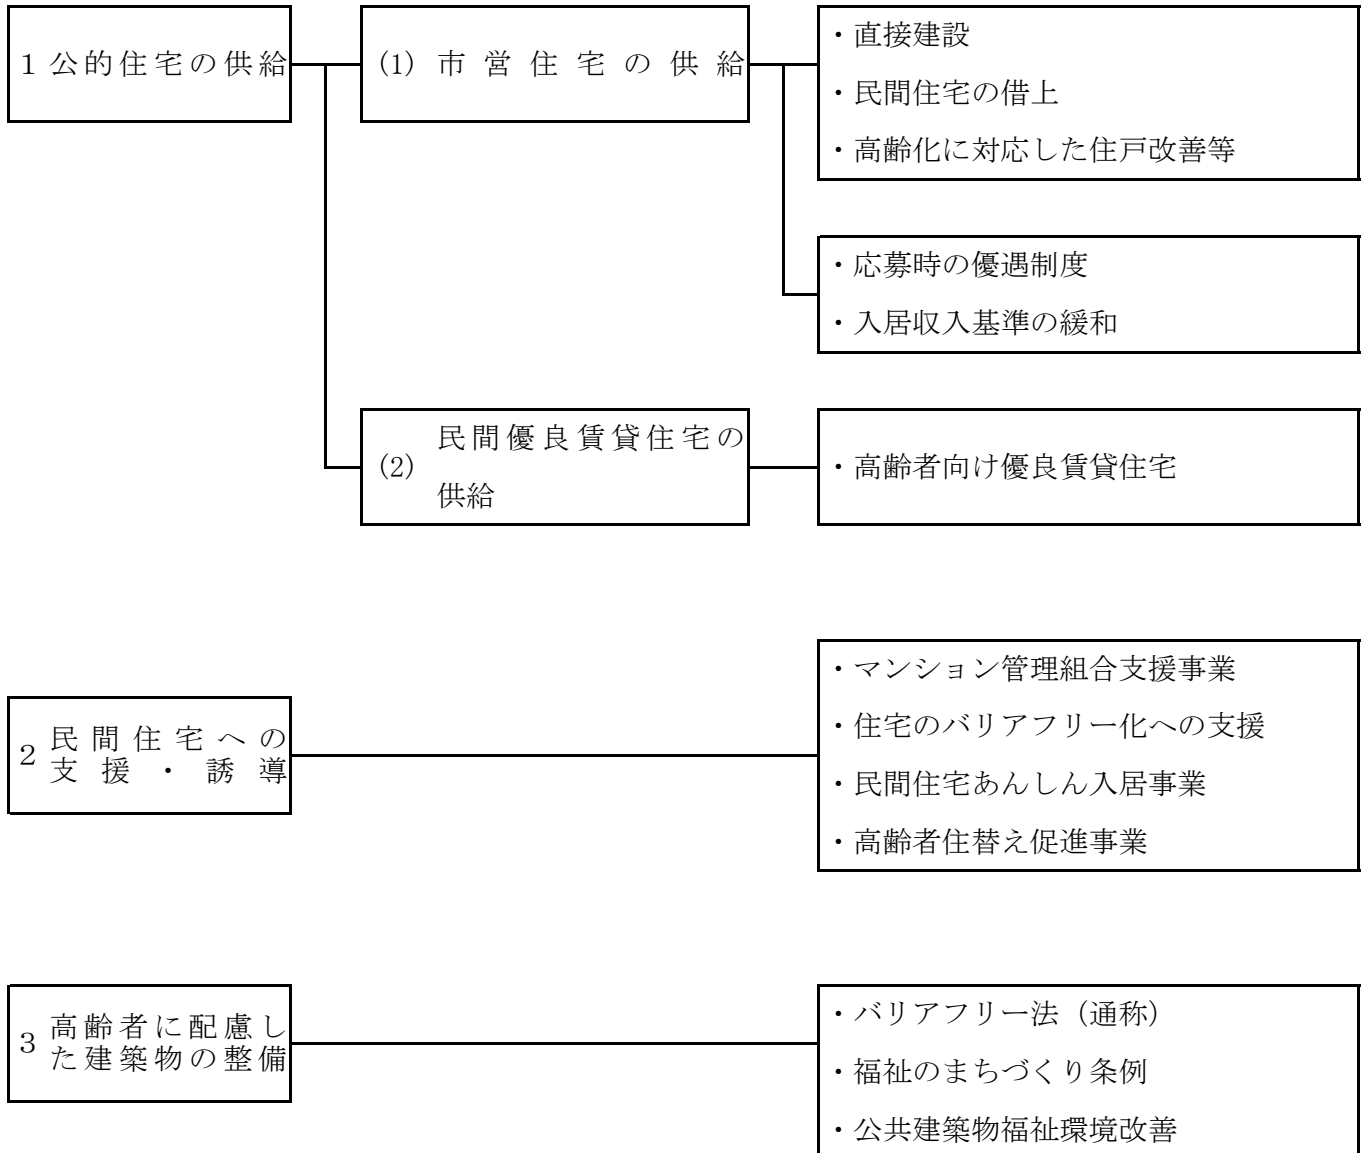 1 公的住宅の供給
(1) 市営住宅の供給
・直接建設
・民間住宅の借上
・高齢化に対応した住戸改善等
・応募時の優遇制度
・入居収入基準の緩和
(2) 民間優良賃貸住宅の
供給
・高齢者向け優良賃貸住宅
2 民間住宅への
支援・誘導
・マンション管理組合支援事業
・住宅のバリアフリー化への支援
・民間住宅あんしん入居事業
・高齢者住替え促進事業
3 高齢者に配慮し
た建築物の整備
・バリアフリー法（通称）
・福祉のまちづくり条例
・公共建築物福祉環境改善